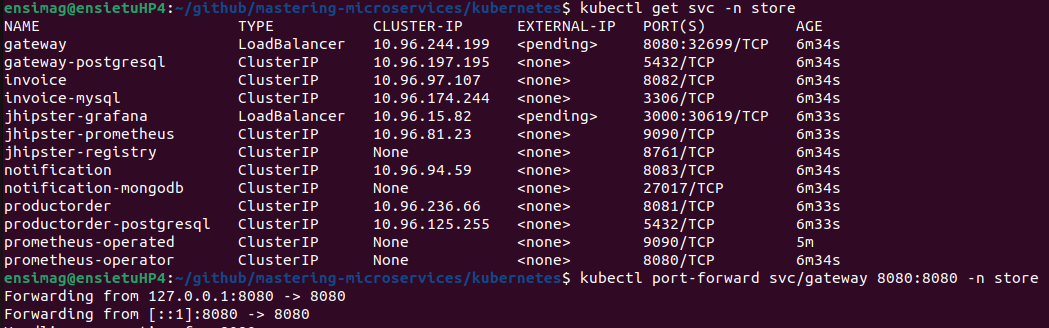 ensimag@ensietuHP4:~/github/mastering-microservices/kubernetes$ kubectl get svc -n store
NAME TYPE CLUSTER-IP EXTERNAL-IP PORT(S) AGE
gateway LoadBalancer 10.96.244.199 <pending> 8080:32699/TCP 6m34s
gateway-postgresql ClusterIP 10.96.197.195 <none> 5432/TCP 6m34s
invoice ClusterIP 10.96.97.107 <none> 8082/TCP 6m34s
invoice-mysql ClusterIP 10.96.174.244 <none> 3306/TCP 6m34s
jhipster-grafana LoadBalancer 10.96.15.82 <pending> 3000:30619/TCP 6m33s
jhipster-prometheus ClusterIP 10.96.81.23 <none> 9090/TCP 6m33s
jhipster-registry ClusterIP None <none> 8761/TCP 6m34s
notification ClusterIP 10.96.94.59 <none> 8083/TCP 6m34s
notification-mongodb ClusterIP None <none> 27017/TCP 6m34s
productorder ClusterIP 10.96.236.66 <none> 8081/TCP 6m33s
productorder-postgresql ClusterIP 10.96.125.255 <none> 5432/TCP 6m33s
prometheus-operated ClusterIP None <none> 9090/TCP 5m
prometheus-operator ClusterIP None <none> 8080/TCP 6m34s
ensimag@ensietuHP4:~/github/mastering-microservices/kubernetes$ kubectl port-forward svc/gateway 8080:8080 -n store
Forwarding from 127.0.0.1:8080 -> 8080
Forwarding from [::1]:8080 -> 8080